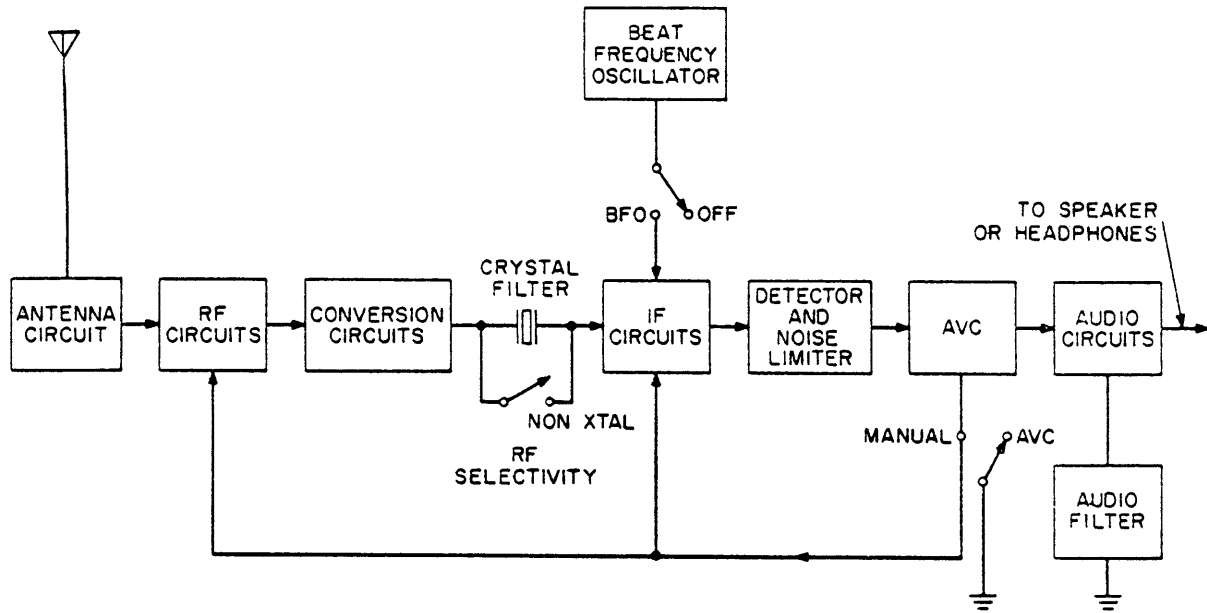 BEAT
FREQUENCY
OSCILLATOR
BFO
OFF
TO SPEAKER
OR HEADPHONES
ANTENNA
CIRCUIT
RF
CIRCUITS
CONVERSION
CIRCUITS
CRYSTAL
FILTER
NON XTAL
RF
SELECTIVITY
IF
CIRCUITS
DETECTOR
AND
NOISE
LIMITER
AVC
AUDIO
CIRCUITS
MANUAL
AVC
AUDIO
FILTER